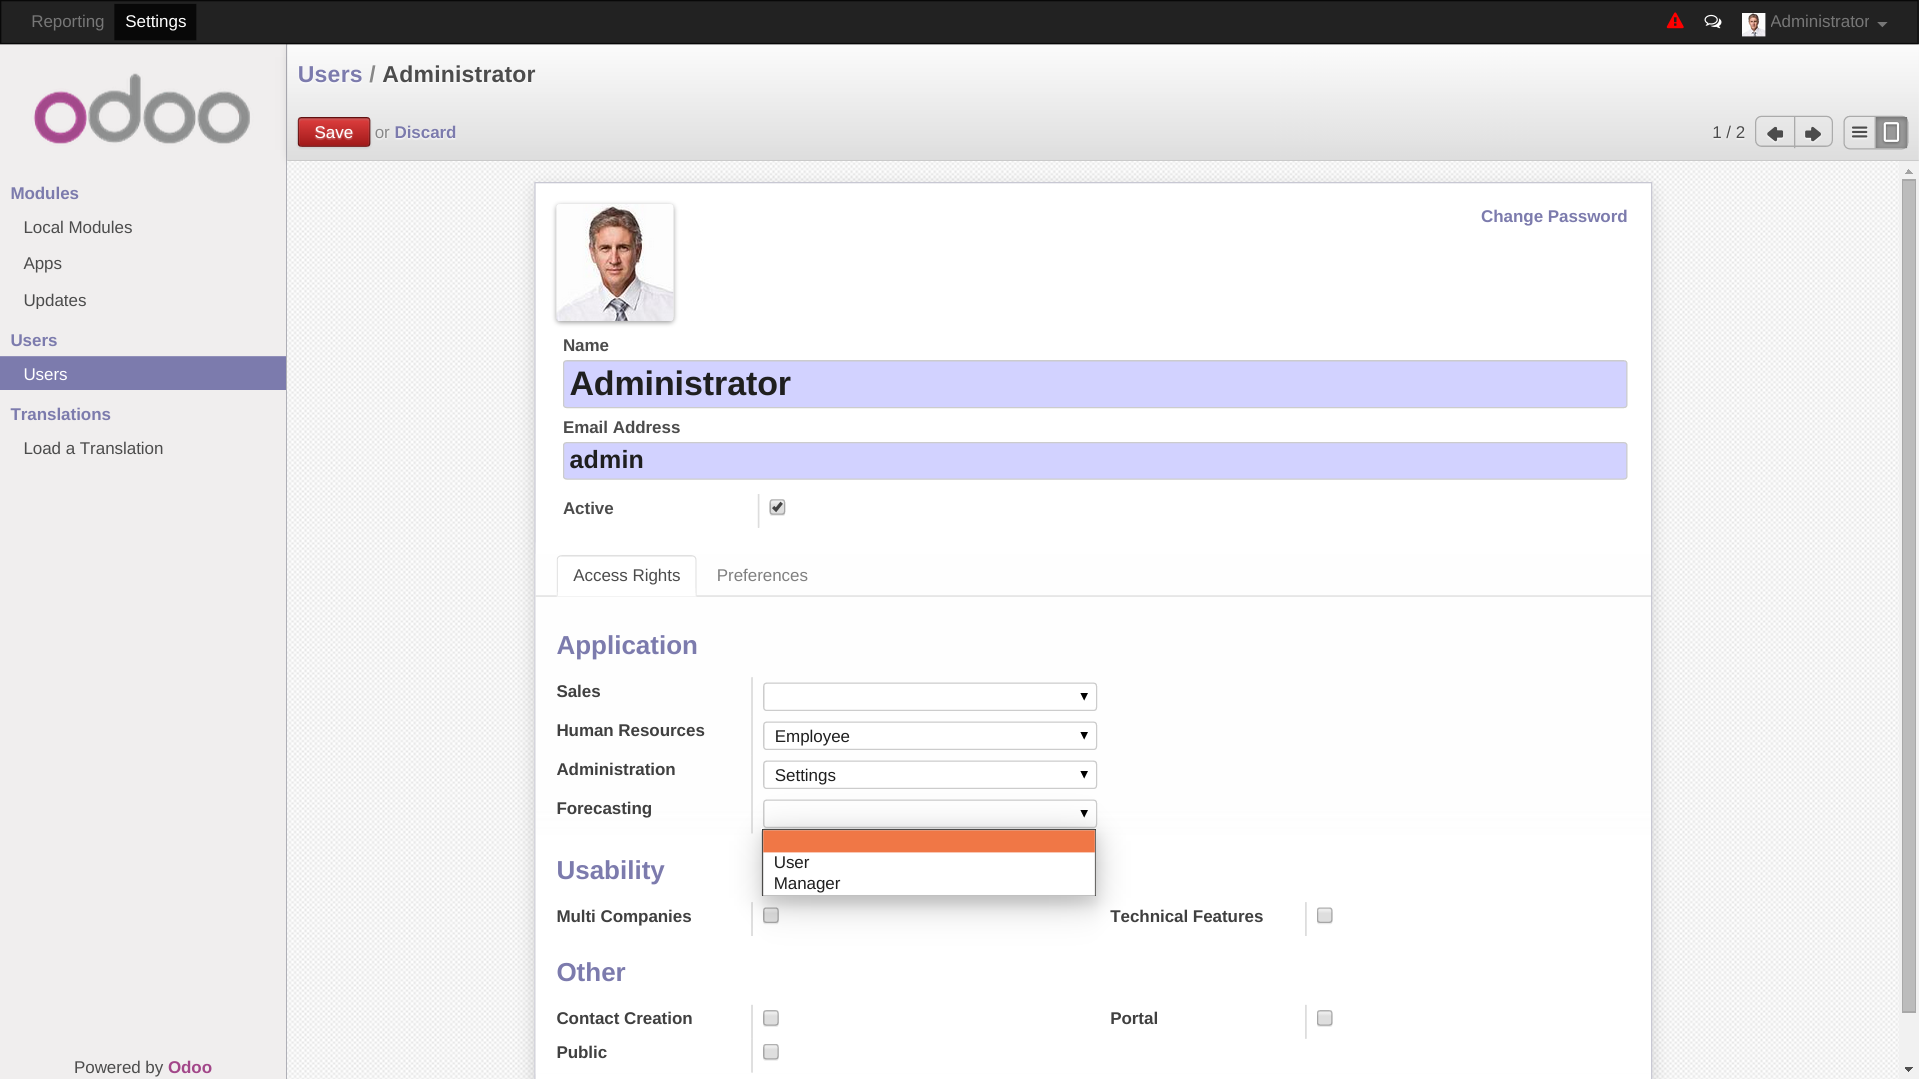 Reporting Settings Administrator
odoo
Users / Administrator
Save or Discard 1 / 2
Modules
Local Modules
Apps
Updates
Users
Users
Translations
Load a Translation
Powered by Odoo
Change Password
Name
Administrator
Email Address
admin
Active
Access Rights Preferences
Application
Sales
Human Resources Employee
Administration Settings
Forecasting
User
Manager
Usability
Multi Companies Technical Features
Other
Contact Creation Portal
Public